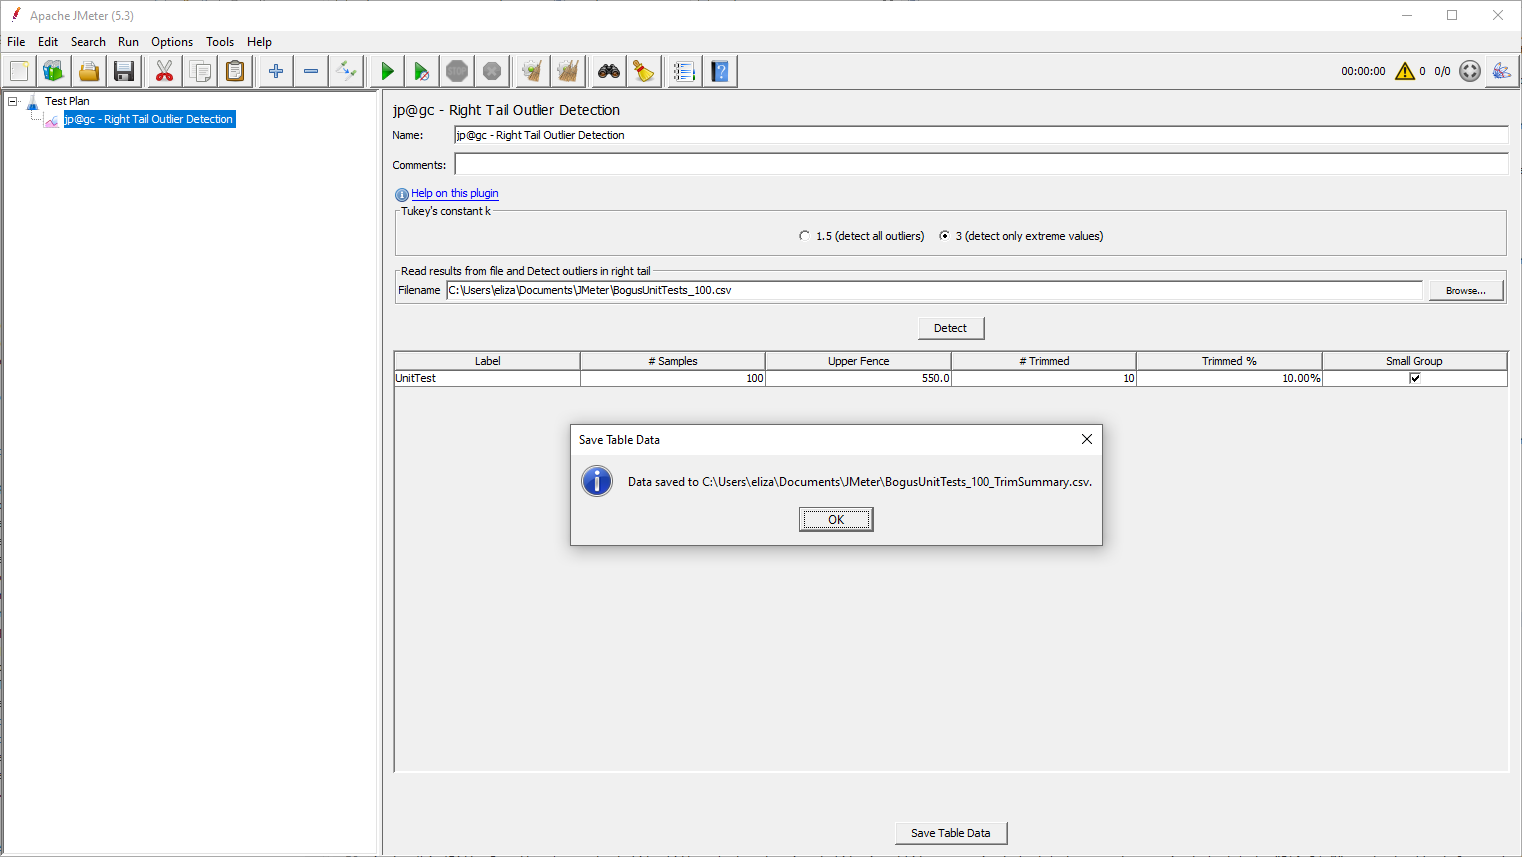 Apache JMeter (5.3)
File Edit Search Run Options Tools Help
STOP
00:00:00 0 0/0
Test Plan
jp@gc - Right Tail Outlier Detection
jp@gc - Right Tail Outlier Detection
Name: jp@gc - Right Tail Outlier Detection
Comments:
Help on this plugin
Tukey's constant k
1.5 (detect all outliers) 3 (detect only extreme values)
Read results from file and Detect outliers in right tail
Filename C:\Users\eliza\Documents\JMeter\BogusUnitTests_100.csv Browse...
Detect
Label # Samples Upper Fence # Trimmed Trimmed % Small Group
UnitTest 100 550.0 10 10.00%
Save Table Data
Data saved to C:\Users\eliza\Documents\JMeter\BogusUnitTests_100_TrimSummary.csv.
OK
Save Table Data